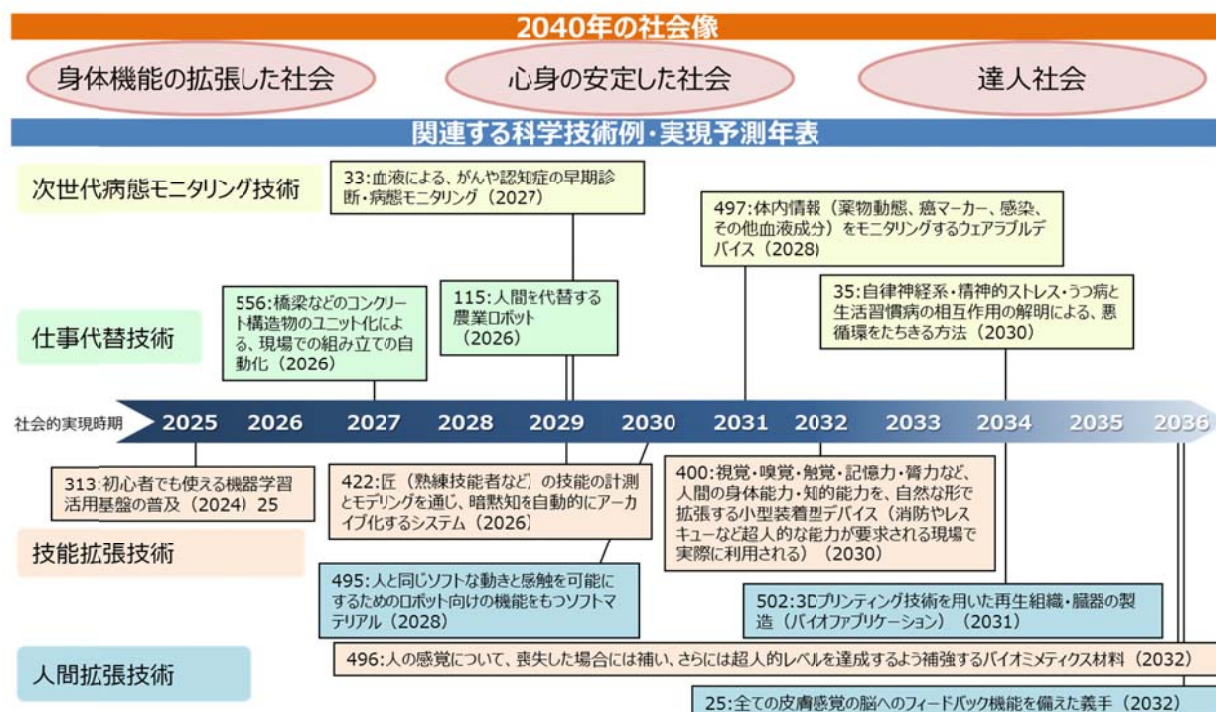 2040年の社会像
身体機能の拡張した社会
心身の安定した社会
達人社会
関連する科学技術例・実現予測年表
次世代病態モニタリング技術
33:血液による、がんや認知症の早期診
断・病態モニタリング（2027）
497:体内情報（薬物動態、癌マーカー、感染、
その他血液成分）をモニタリングするウェアラブルデ
バイス（2028）
仕事代替技術
556:橋梁などのコンクリー
ト構造物のユニット化によ
る、現場での組み立ての自
動化（2026）
115:人間を代替する
農業ロボット
（2026）
35:自律神経系・精神的ストレス・うつ病と
生活習慣病の相互作用の解明による、悪
循環をたちきる方法（2030）
社会的実現時期
2025 2026 2027 2028 2029 2030 2031 2032 2033 2034 2035 2036
313:初心者でも使える機器学習
活用基盤の普及（2024）25
422:匠（熟練技能者など）の技能の計測
とモデリングを通じ、暗黙知を自動的にアーカ
イブ化するシステム（2026）
400:視覚・嗅覚・触覚・記憶力・膂力など、
人間の身体能力・知的能力を、自然な形で
拡張する小型装着型デバイス（消防やレス
キューなど超人的な能力が要求される現場で
実際に利用される）（2030）
技能拡張技術
495:人と同じソフトな動きと感触を可能に
するためのロボット向けの機能をもつソフトマ
テリアル（2028）
502:3Dプリンティング技術を用いた再生組織・臓器の製
造（バイオファブリケーション）（2031）
人間拡張技術
496:人の感覚について、喪失した場合には補い、さらには超人的レベルを達成するよう補強するバイオミメティクス材料（2032）
25:全ての皮膚感覚の脳へのフィードバック機能を備えた義手（2032）